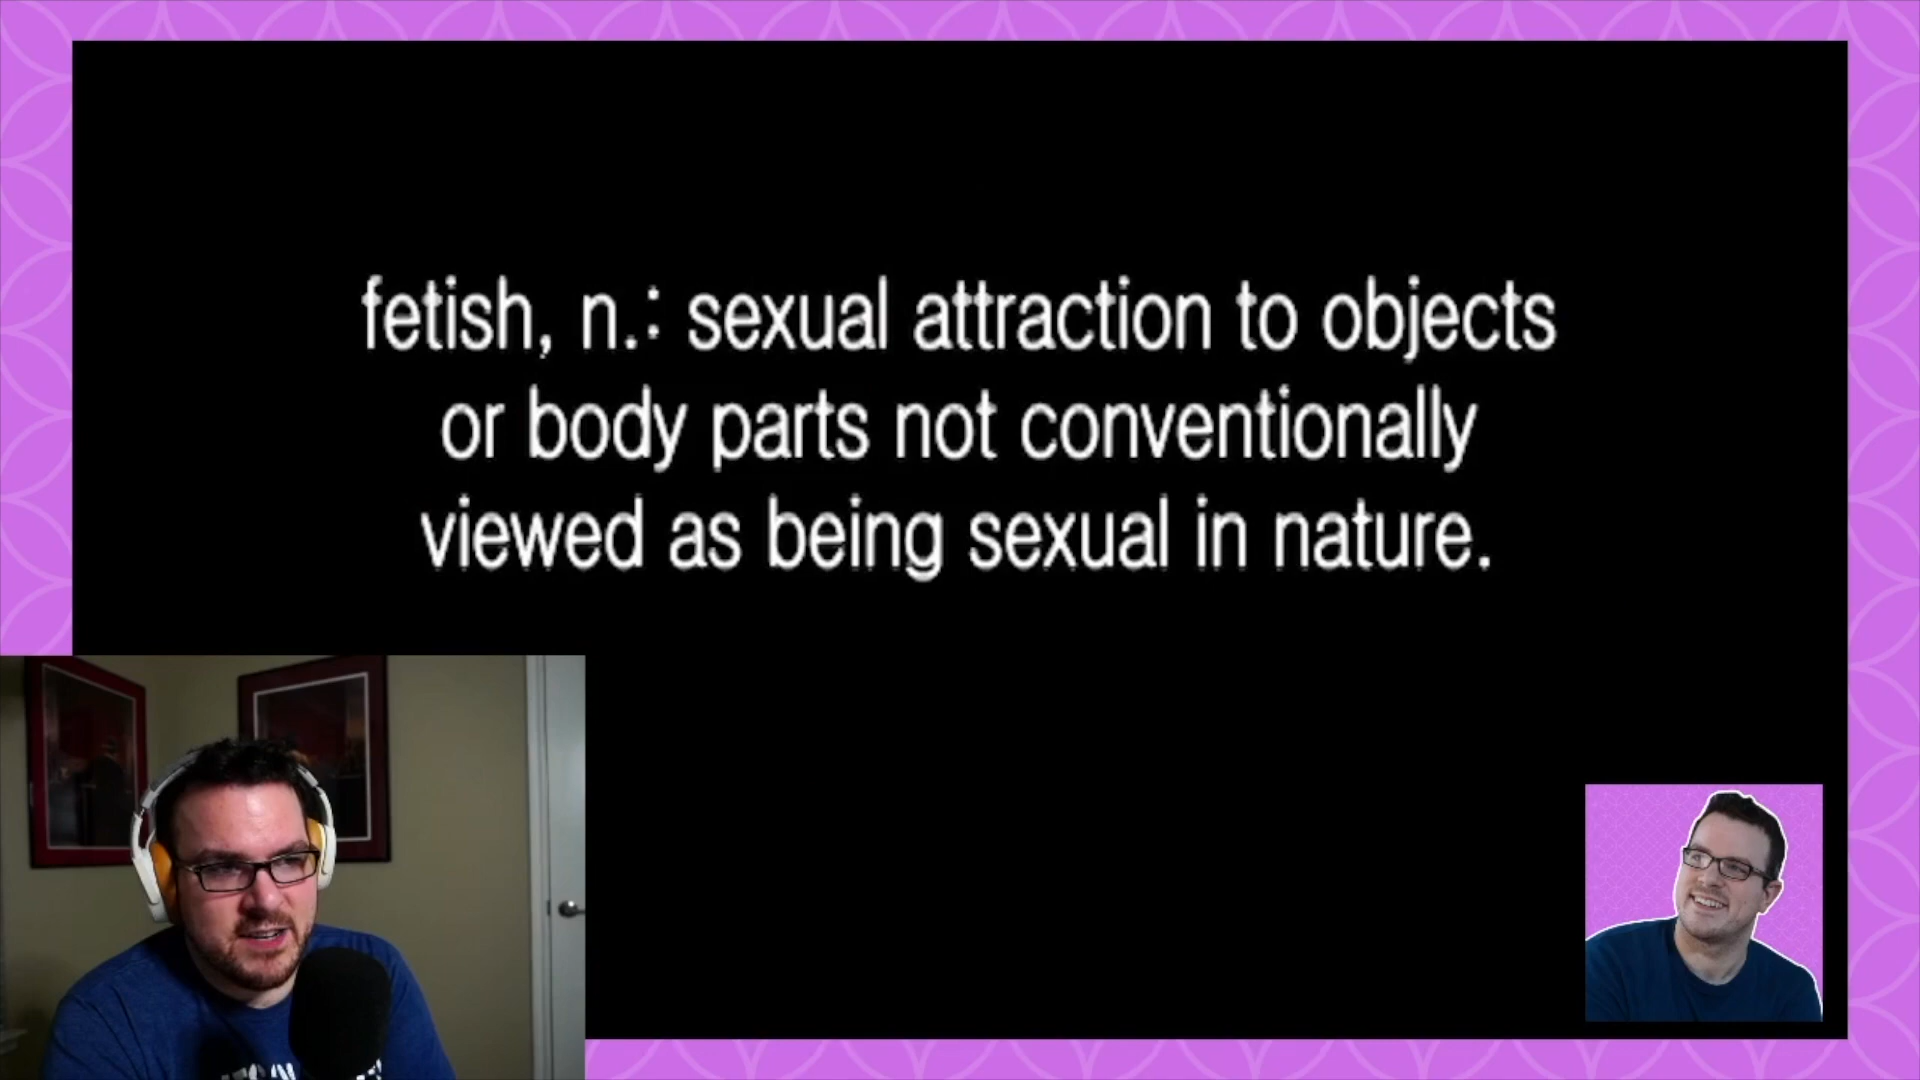 fetish, n.: sexual attraction to objects
or body parts not conventionally
viewed as being sexual in nature.